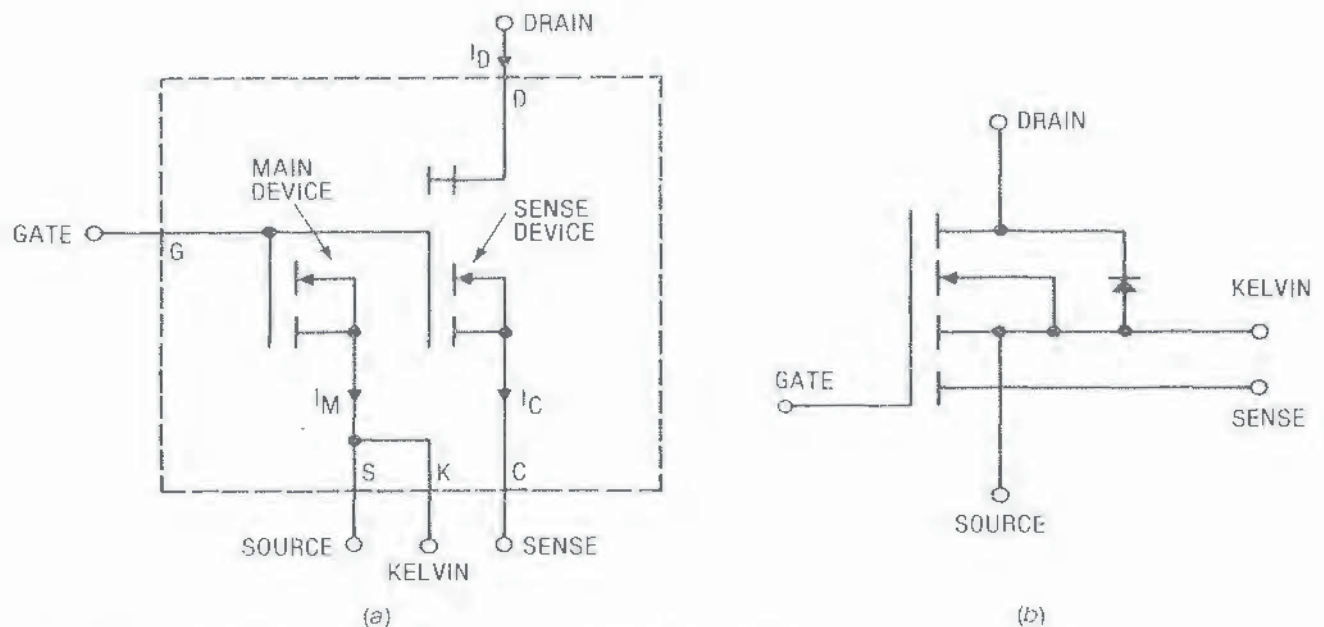 DRAIN
I_D
D
MAIN
DEVICE
SENSE
DEVICE
GATE
G
I_M
I_C
S
K
C
SOURCE
SENSE
KELVIN
(a)
DRAIN
KELVIN
GATE
SENSE
SOURCE
(b)